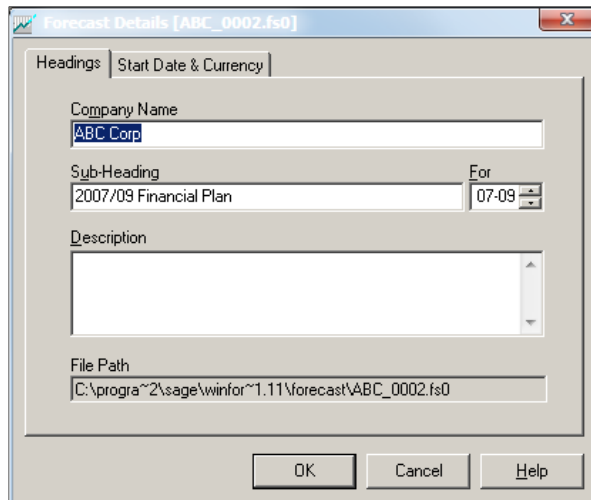 Forecast Details [ABC_0002.fs0]
Headings Start Date & Currency
Company Name
ABC Corp
Sub-Heading For
2007/09 Financial Plan 07-09
Description
File Path
C:\progra~2\sage\winfor~1.11\forecast\ABC_0002.fs0
OK Cancel Help